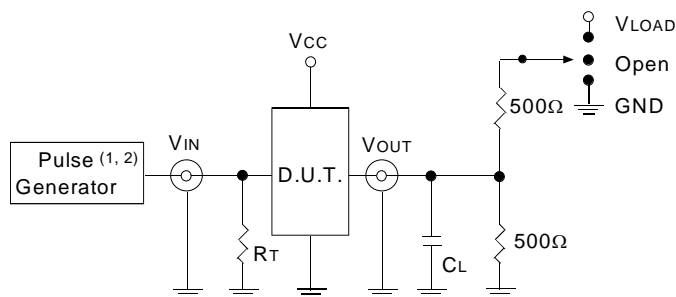 VLOAD
VCC
Open
500Ω
GND
VIN
VOUT
Pulse (1, 2)
Generator
D.U.T.
RT
CL
500Ω